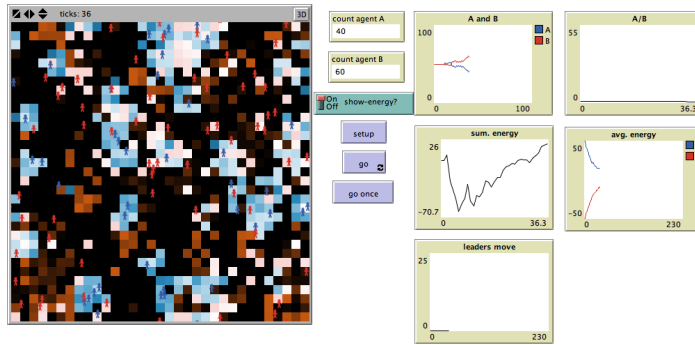 ticks: 36
3D
count agent A
40
count agent B
60
On
Off
show-energy?
setup
go
go once
A and B
100
0
0
100
A
B
A/B
55
0
36.3
sum. energy
26
-70.7
0
36.3
avg. energy
50
-50
0
230
leaders move
25
0
0
230